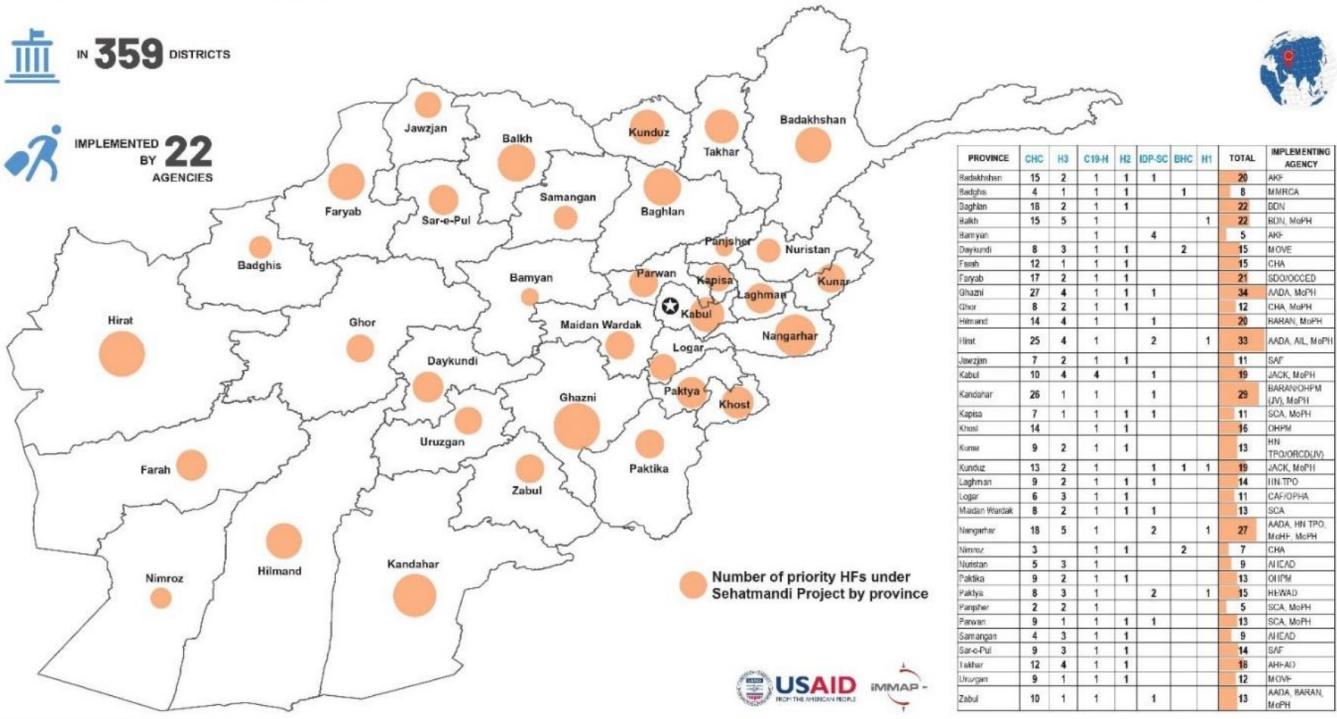 IN 359 DISTRICTS
IMPLEMENTED
BY 22
AGENCIES
Jawzjan
Balkh
Kunduz
Takhar
Badakhshan
Faryab
Sar-e-Pul
Samangan
Baghlan
Badghis
Panjsher
Nuristan
Bamyan
Parwan
Kapisa
Kunar
Laghman
Kabul
Hirat
Ghor
Maidan Wardak
Nangarhar
Logar
Daykundi
Paktya
Khost
Ghazni
Uruzgan
Paktika
Farah
Zabul
Nimroz
Hilmand
Kandahar
Number of priority HFs under
Sehatmandi Project by province
USAID
FROM THE AMERICAN PEOPLE
iMMAP
PROVINCE CHC H3 C19-H H2 IDP-SC BHC H1 TOTAL IMPLEMENTING AGENCY
Badakhshan 15 2 1 1 1 20 AKF
Badghis 4 1 1 1 1 8 MMRCA
Baghlan 18 2 1 1 22 BDN
Balkh 15 5 1 1 22 BDN, MoPH
Bamyan 1 4 5 AKF
Daykundi 8 3 1 1 2 15 MOVE
Farah 12 1 1 1 15 CHA
Faryab 17 2 1 1 21 SDO/OCCED
Ghazni 27 4 1 1 1 34 AADA, MoPH
Ghor 8 2 1 1 12 CHA, MoPH
Hilmand 14 4 1 1 20 BARAN, MoPH
Hirat 25 4 1 2 1 33 AADA, AIL, MoPH
Jawzjan 7 2 1 1 11 SAF
Kabul 10 4 4 1 19 JACK, MoPH
Kandahar 26 1 1 1 29 BARAN/OHPM (JV), MoPH
Kapisa 7 1 1 1 1 11 SCA, MoPH
Khost 14 1 1 16 OHPM
9 2 1 1 13 HN TPO/ORCD(JV)
Kunduz 13 2 1 1 1 1 19 JACK, MoPH
Laghman 9 2 1 1 1 14 HN-TPO
Logar 6 3 1 1 11 CAF/OPHA
Maidan Wardak 8 2 1 1 1 13 SCA
Nangarhar 18 5 1 2 1 27 AADA, HN TPO, MoPH
Nimroz 3 1 1 2 7 CHA
Nuristan 5 3 1 9 AHEAD
Paktika 9 2 1 1 13 OHPM
Paktya 8 3 1 2 1 15 REWAD
Panjsher 2 2 1 5 SCA, MoPH
Parwan 9 1 1 1 1 13 SCA, MoPH
Samangan 4 3 1 1 9 AHEAD
Sar-e-Pul 9 3 1 1 14 SAF
Takhar 12 4 1 1 18 AHEAD
Uruzgan 9 1 1 1 12 MOVE
Zabul 10 1 1 1 13 AADA, BARAN, MoPH